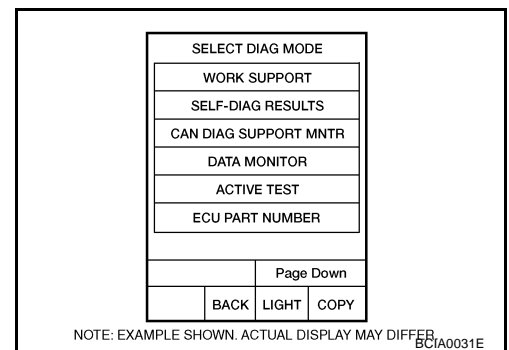 SELECT DIAG MODE
WORK SUPPORT
SELF-DIAG RESULTS
CAN DIAG SUPPORT MNTR
DATA MONITOR
ACTIVE TEST
ECU PART NUMBER
Page Down
BACK LIGHT COPY
NOTE: EXAMPLE SHOWN. ACTUAL DISPLAY MAY DIFFER.
BCIA0031E